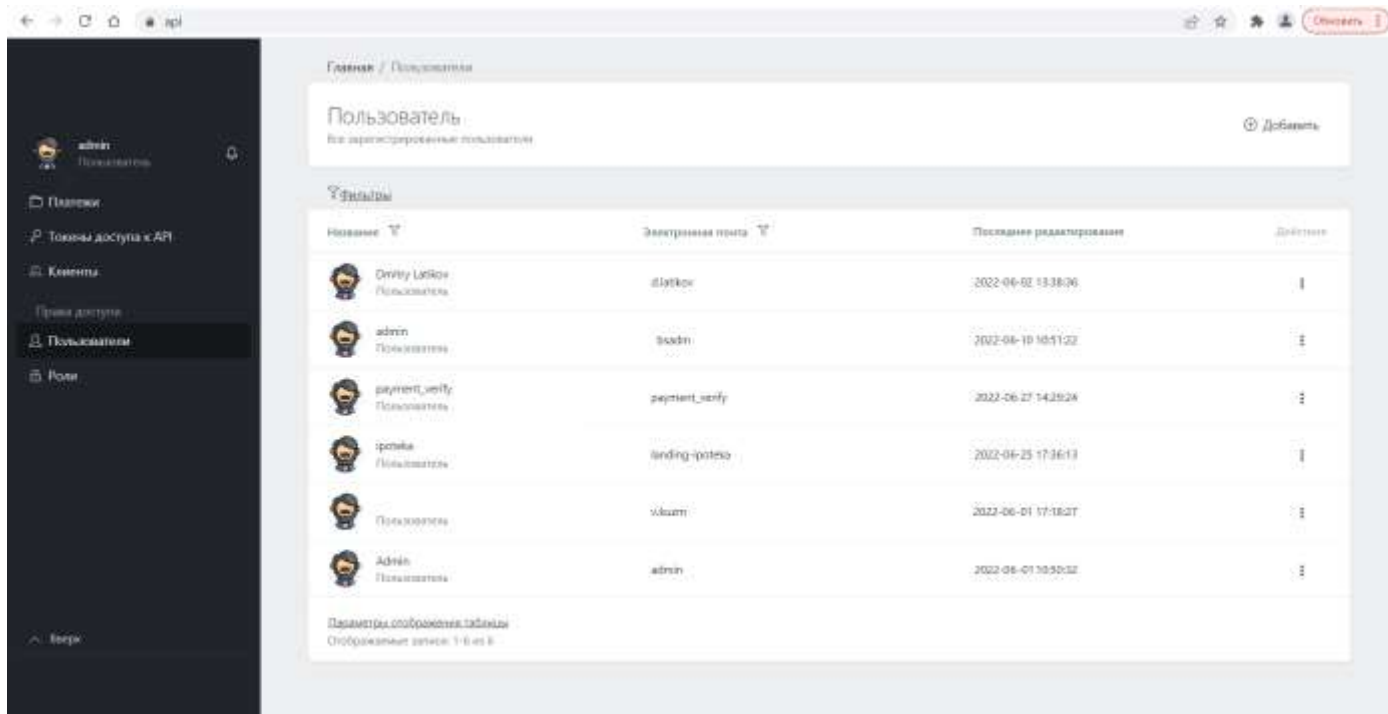 api
Обновить
Главная / Пользователи
Пользователь
Все зарегистрированные пользователи
Добавить
admin
Пользователь
Платежи
Токены доступа к API
Клиенты
Права доступа
Пользователи
Роли
Вверх
Фильтры
Название
Электронная почта
Последнее редактирование
Действия
Dmitry Latikov
Пользователь
d.latikov
2022-06-02 13:38:36
admin
Пользователь
bsadm
2022-06-10 10:51:22
payment_verify
Пользователь
payment_verify
2022-06-27 14:29:24
ipoteka
Пользователь
landing-ipoteka
2022-06-25 17:36:13
Пользователь
v.kuzm
2022-06-01 17:18:27
Admin
Пользователь
admin
2022-06-01 10:50:32
Параметры отображения таблицы
Отображаемые записи: 1-6 из 6